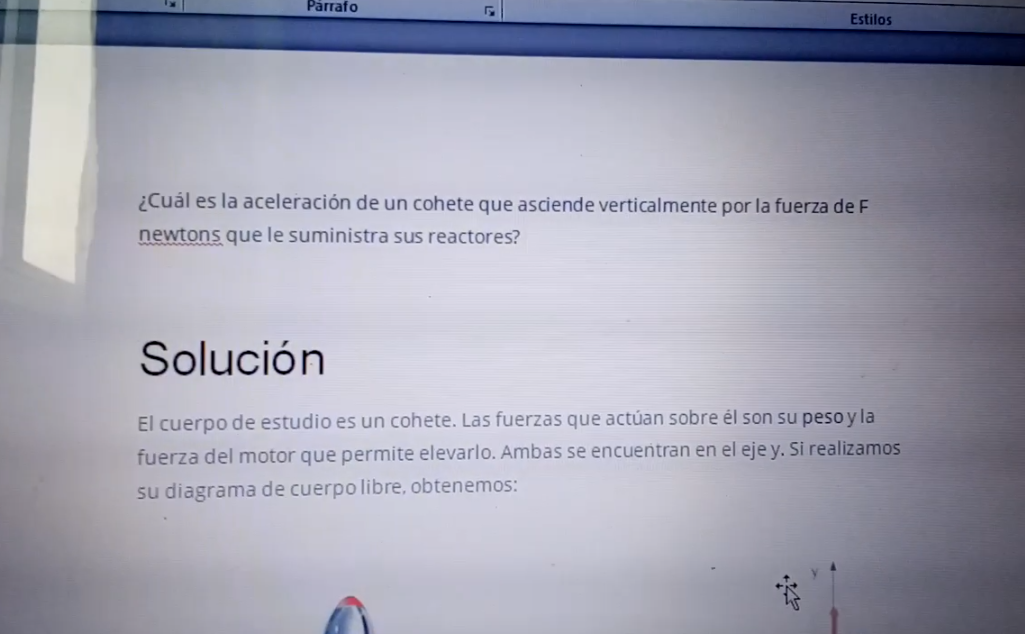 Párrafo
Estilos
¿Cuál es la aceleración de un cohete que asciende verticalmente por la fuerza de F
newtons que le suministra sus reactores?
Solución
El cuerpo de estudio es un cohete. Las fuerzas que actúan sobre él son su peso y la
fuerza del motor que permite elevarlo. Ambas se encuentran en el eje y. Si realizamos
su diagrama de cuerpo libre, obtenemos:
y